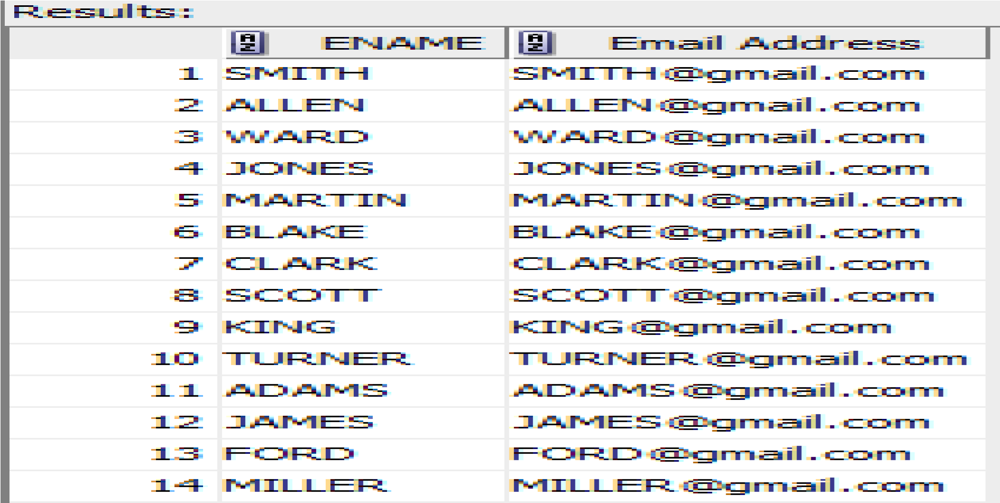 Results:
ENAME Email Address
1 SMITH SMITH@gmail.com
2 ALLEN ALLEN@gmail.com
3 WARD WARD@gmail.com
4 JONES JONES@gmail.com
5 MARTIN MARTIN@gmail.com
6 BLAKE BLAKE@gmail.com
7 CLARK CLARK@gmail.com
8 SCOTT SCOTT@gmail.com
9 KING KING@gmail.com
10 TURNER TURNER@gmail.com
11 ADAMS ADAMS@gmail.com
12 JAMES JAMES@gmail.com
13 FORD FORD@gmail.com
14 MILLER MILLER@gmail.com